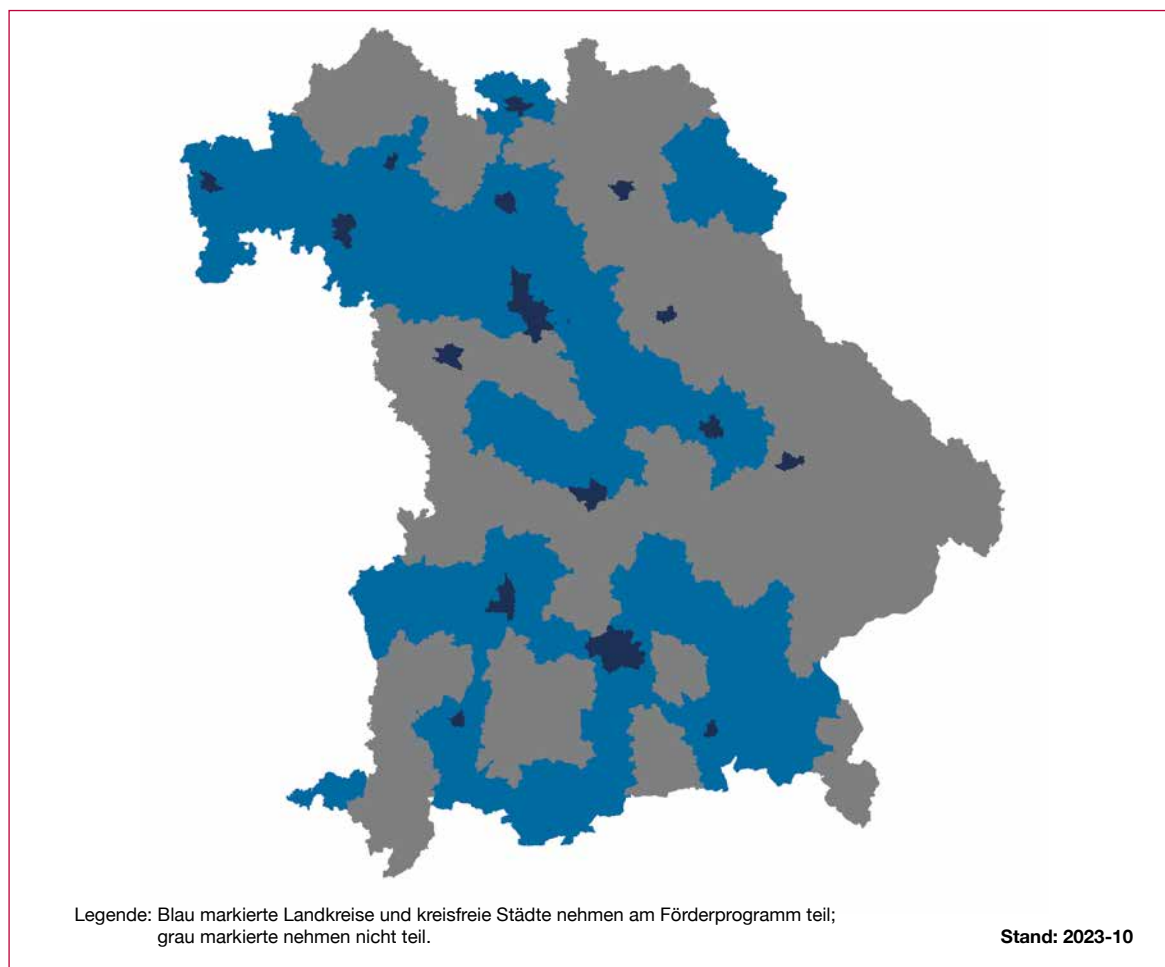 Legende: Blau markierte Landkreise und kreisfreie Städte nehmen am Förderprogramm teil;
grau markierte nehmen nicht teil.
Stand: 2023-10